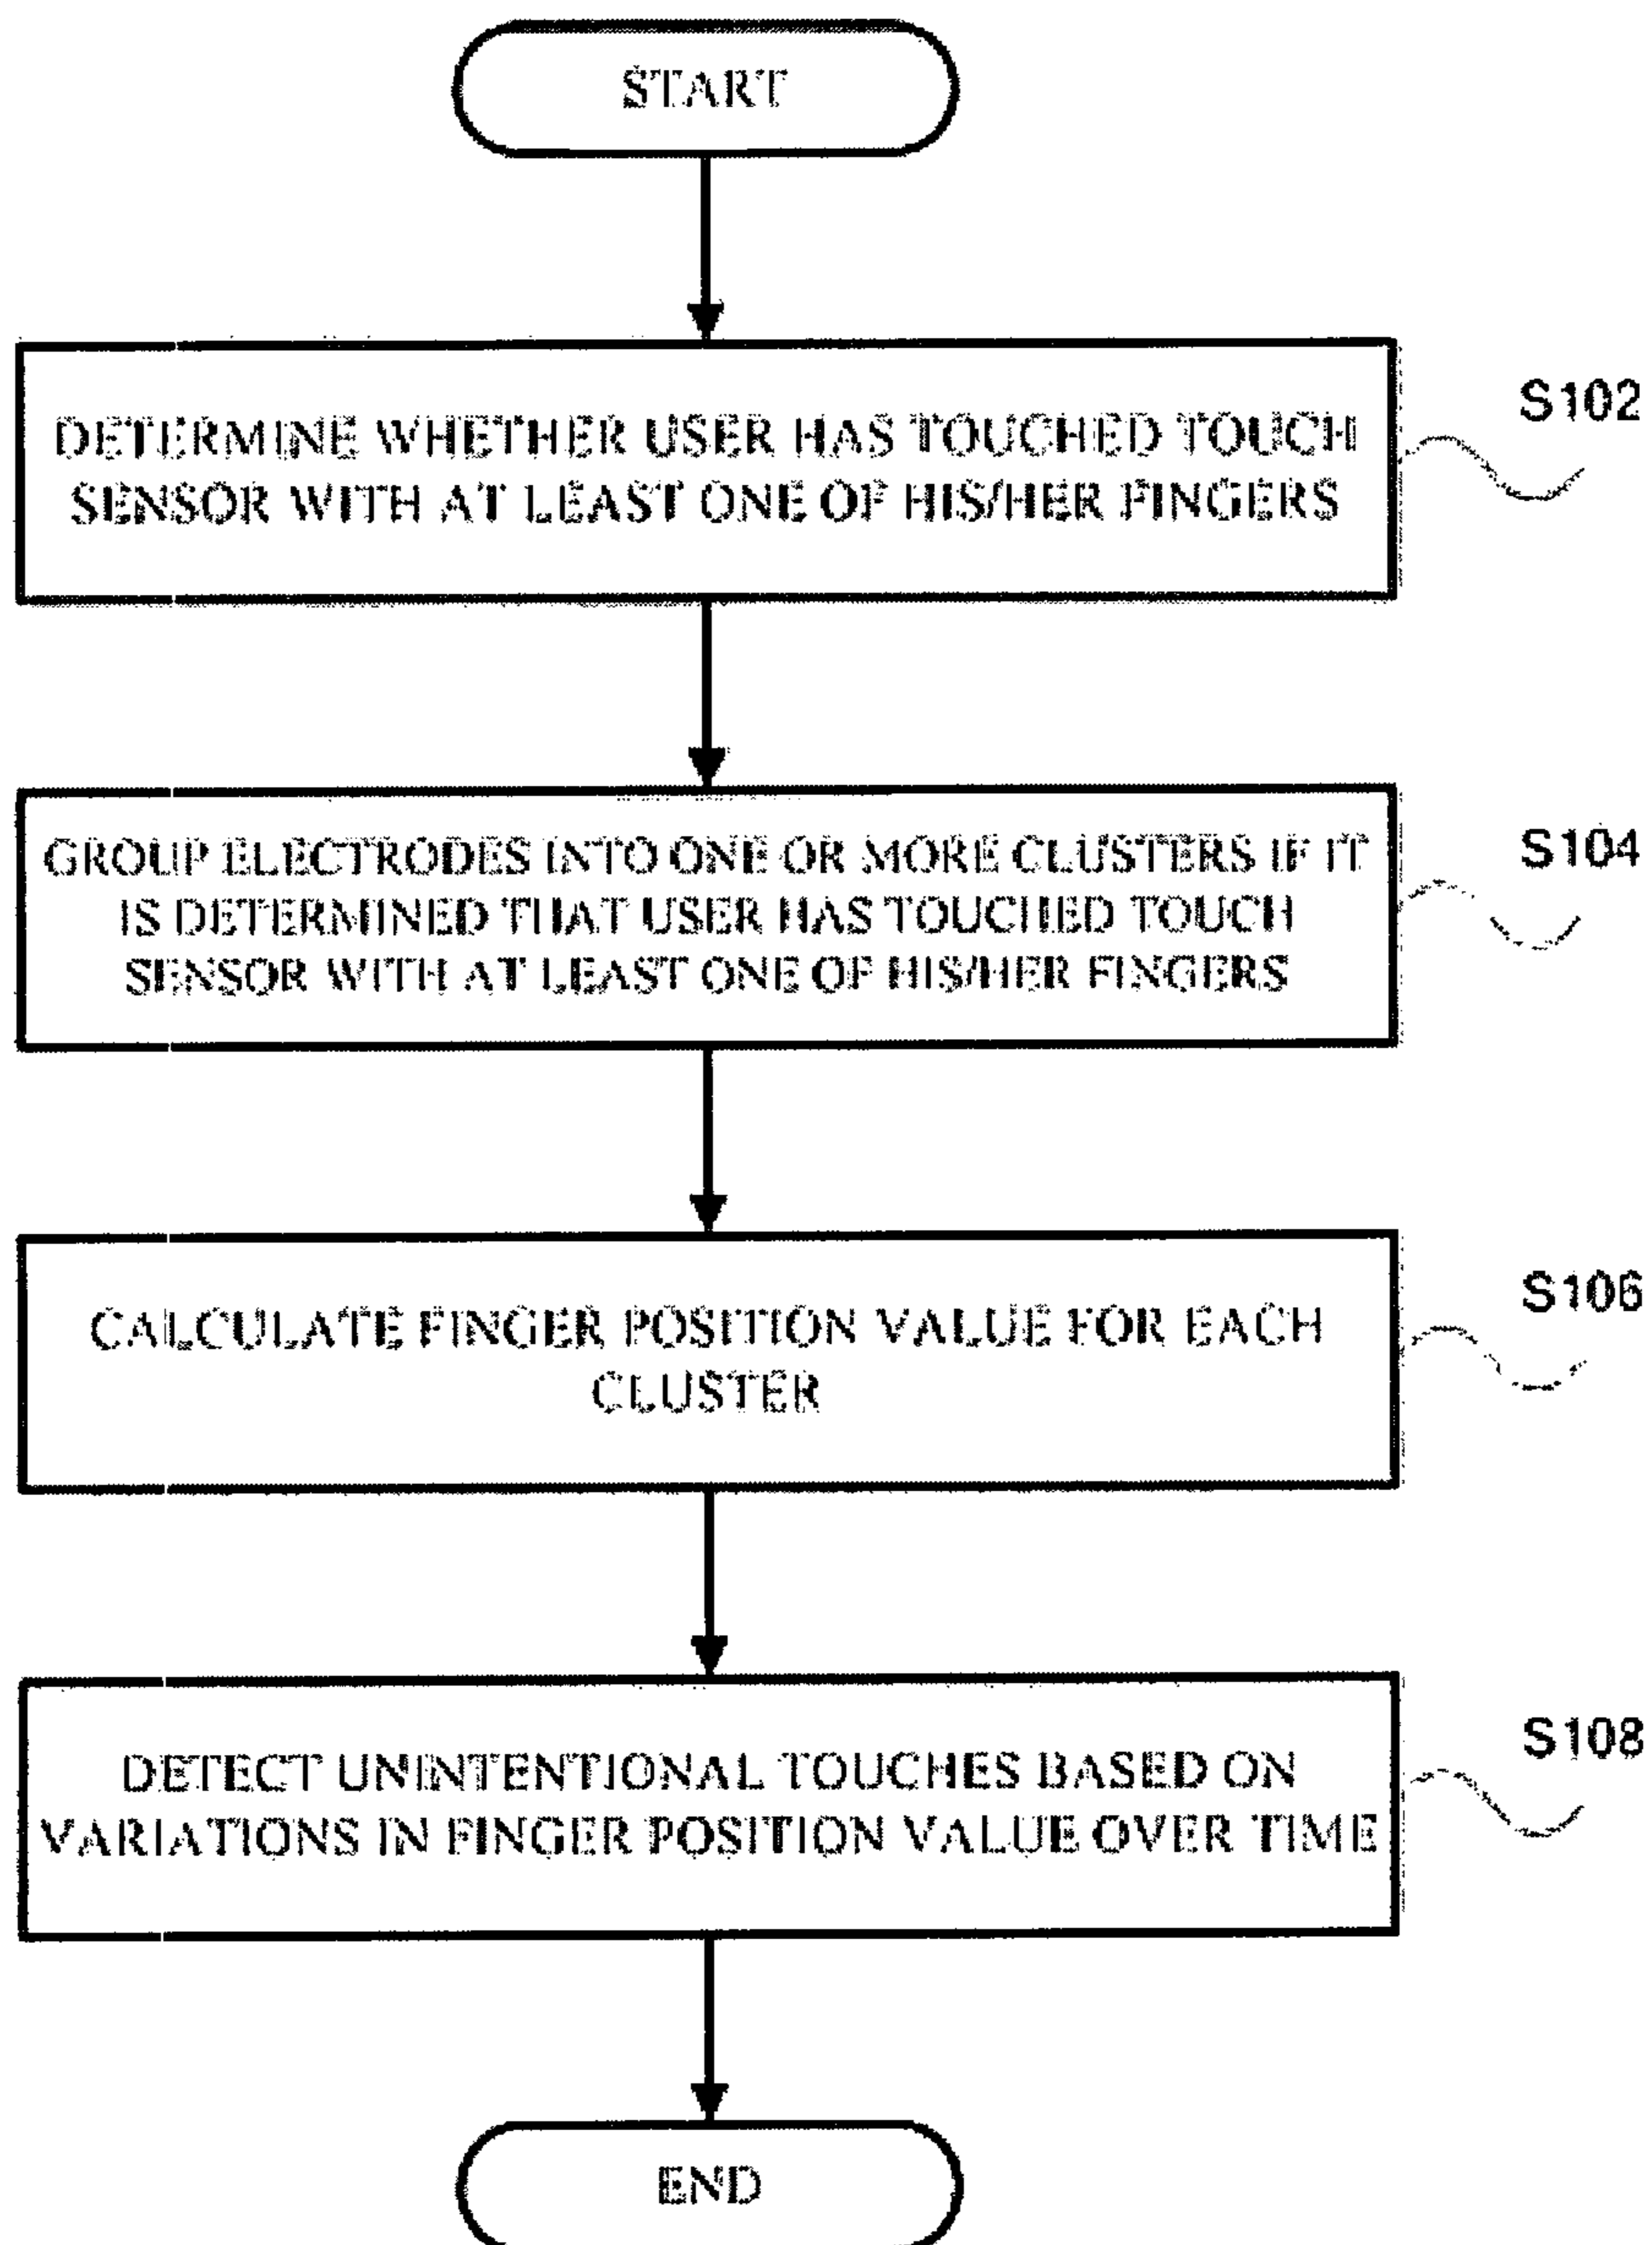 START
DETERMINE WHETHER USER HAS TOUCHED TOUCH
SENSOR WITH AT LEAST ONE OF HIS/HER FINGERS
S102
GROUP ELECTRODES INTO ONE OR MORE CLUSTERS IF IT
IS DETERMINED THAT USER HAS TOUCHED TOUCH
SENSOR WITH AT LEAST ONE OF HIS/HER FINGERS
S104
CALCULATE FINGER POSITION VALUE FOR EACH
CLUSTER
S106
DETECT UNINTENTIONAL TOUCHES BASED ON
VARIATIONS IN FINGER POSITION VALUE OVER TIME
S108
END